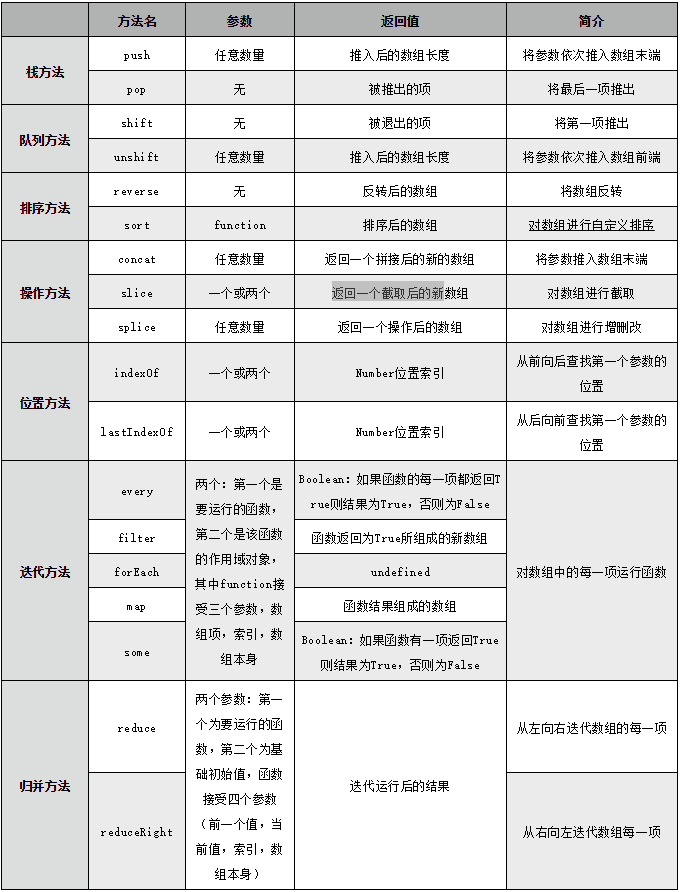 方法名 参数 返回值 简介
栈方法
push 任意数量 推入后的数组长度 将参数依次推入数组末端
pop 无 被推出的项 将最后一项推出
队列方法
shift 无 被退出的项 将第一项推出
unshift 任意数量 推入后的数组长度 将参数依次推入数组前端
排序方法
reverse 无 反转后的数组 将数组反转
sort function 排序后的数组 对数组进行自定义排序
操作方法
concat 任意数量 返回一个拼接后的新的数组 将参数推入数组末端
slice 一个或两个 返回一个截取后的新数组 对数组进行截取
splice 任意数量 返回一个操作后的数组 对数组进行增删改
位置方法
indexOf 一个或两个 Number位置索引
从前向后查找第一个参数的
位置
lastIndexOf 一个或两个 Number位置索引
从后向前查找第一个参数的
位置
迭代方法
every
filter
forEach
map
some
两个：第一个是
要运行的函数，
第二个是该函数
的作用域对象，
其中function接
受三个参数，数
组项，索引，数
组本身
Boolean：如果函数的每一项都返回T
rue则结果为True，否则为False
函数返回为True所组成的新数组
undefined
函数结果组成的数组
Boolean：如果函数有一项返回True
则结果为True，否则为False
对数组中的每一项运行函数
归并方法
reduce
reduceRight
两个参数：第一
个为要运行的函
数，第二个为基
础初始值，函数
接受四个参数
（前一个值，当
前值，索引，数
组本身）
迭代运行后的结果
从左向右迭代数组的每一项
从右向左迭代数组每一项